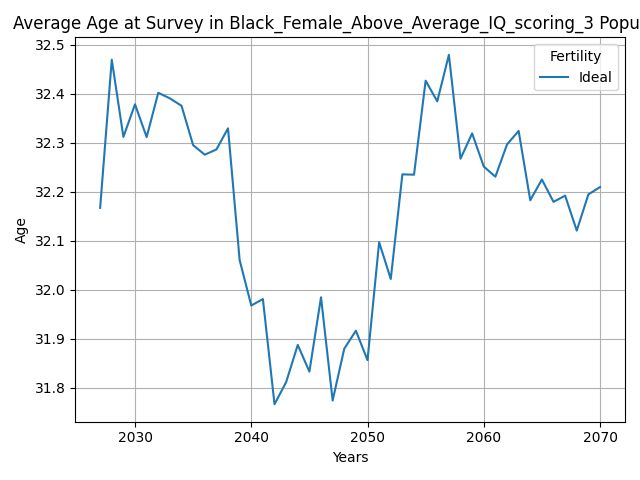 Average Age at Survey in Black_Female_Above_Average_IQ_scoring_3 Popu
32.5
32.4
32.3
32.2
32.1
32.0
31.9
31.8
Age
Fertility
Ideal
2030 2040 2050 2060 2070
Years